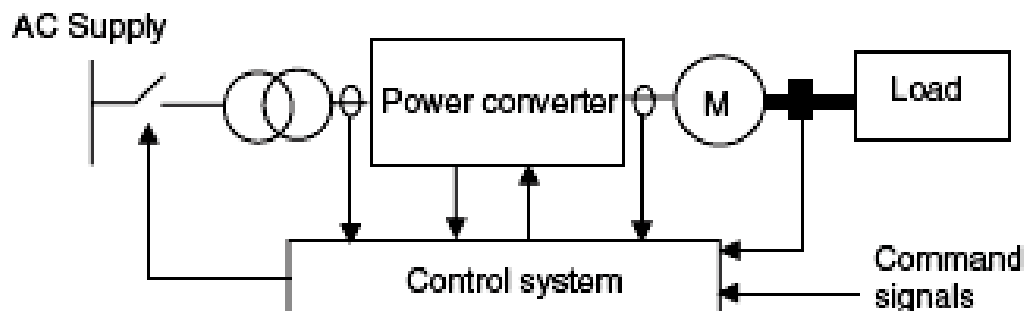 AC Supply
Power converter
M
Load
Control system
Command
signals